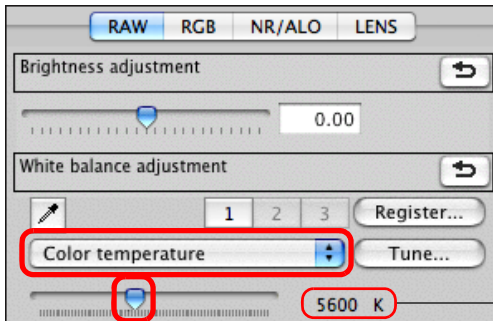 RAW RGB NR/ALO LENS
Brightness adjustment
0.00
White balance adjustment
1 2 3 Register...
Color temperature Tune...
5600 K